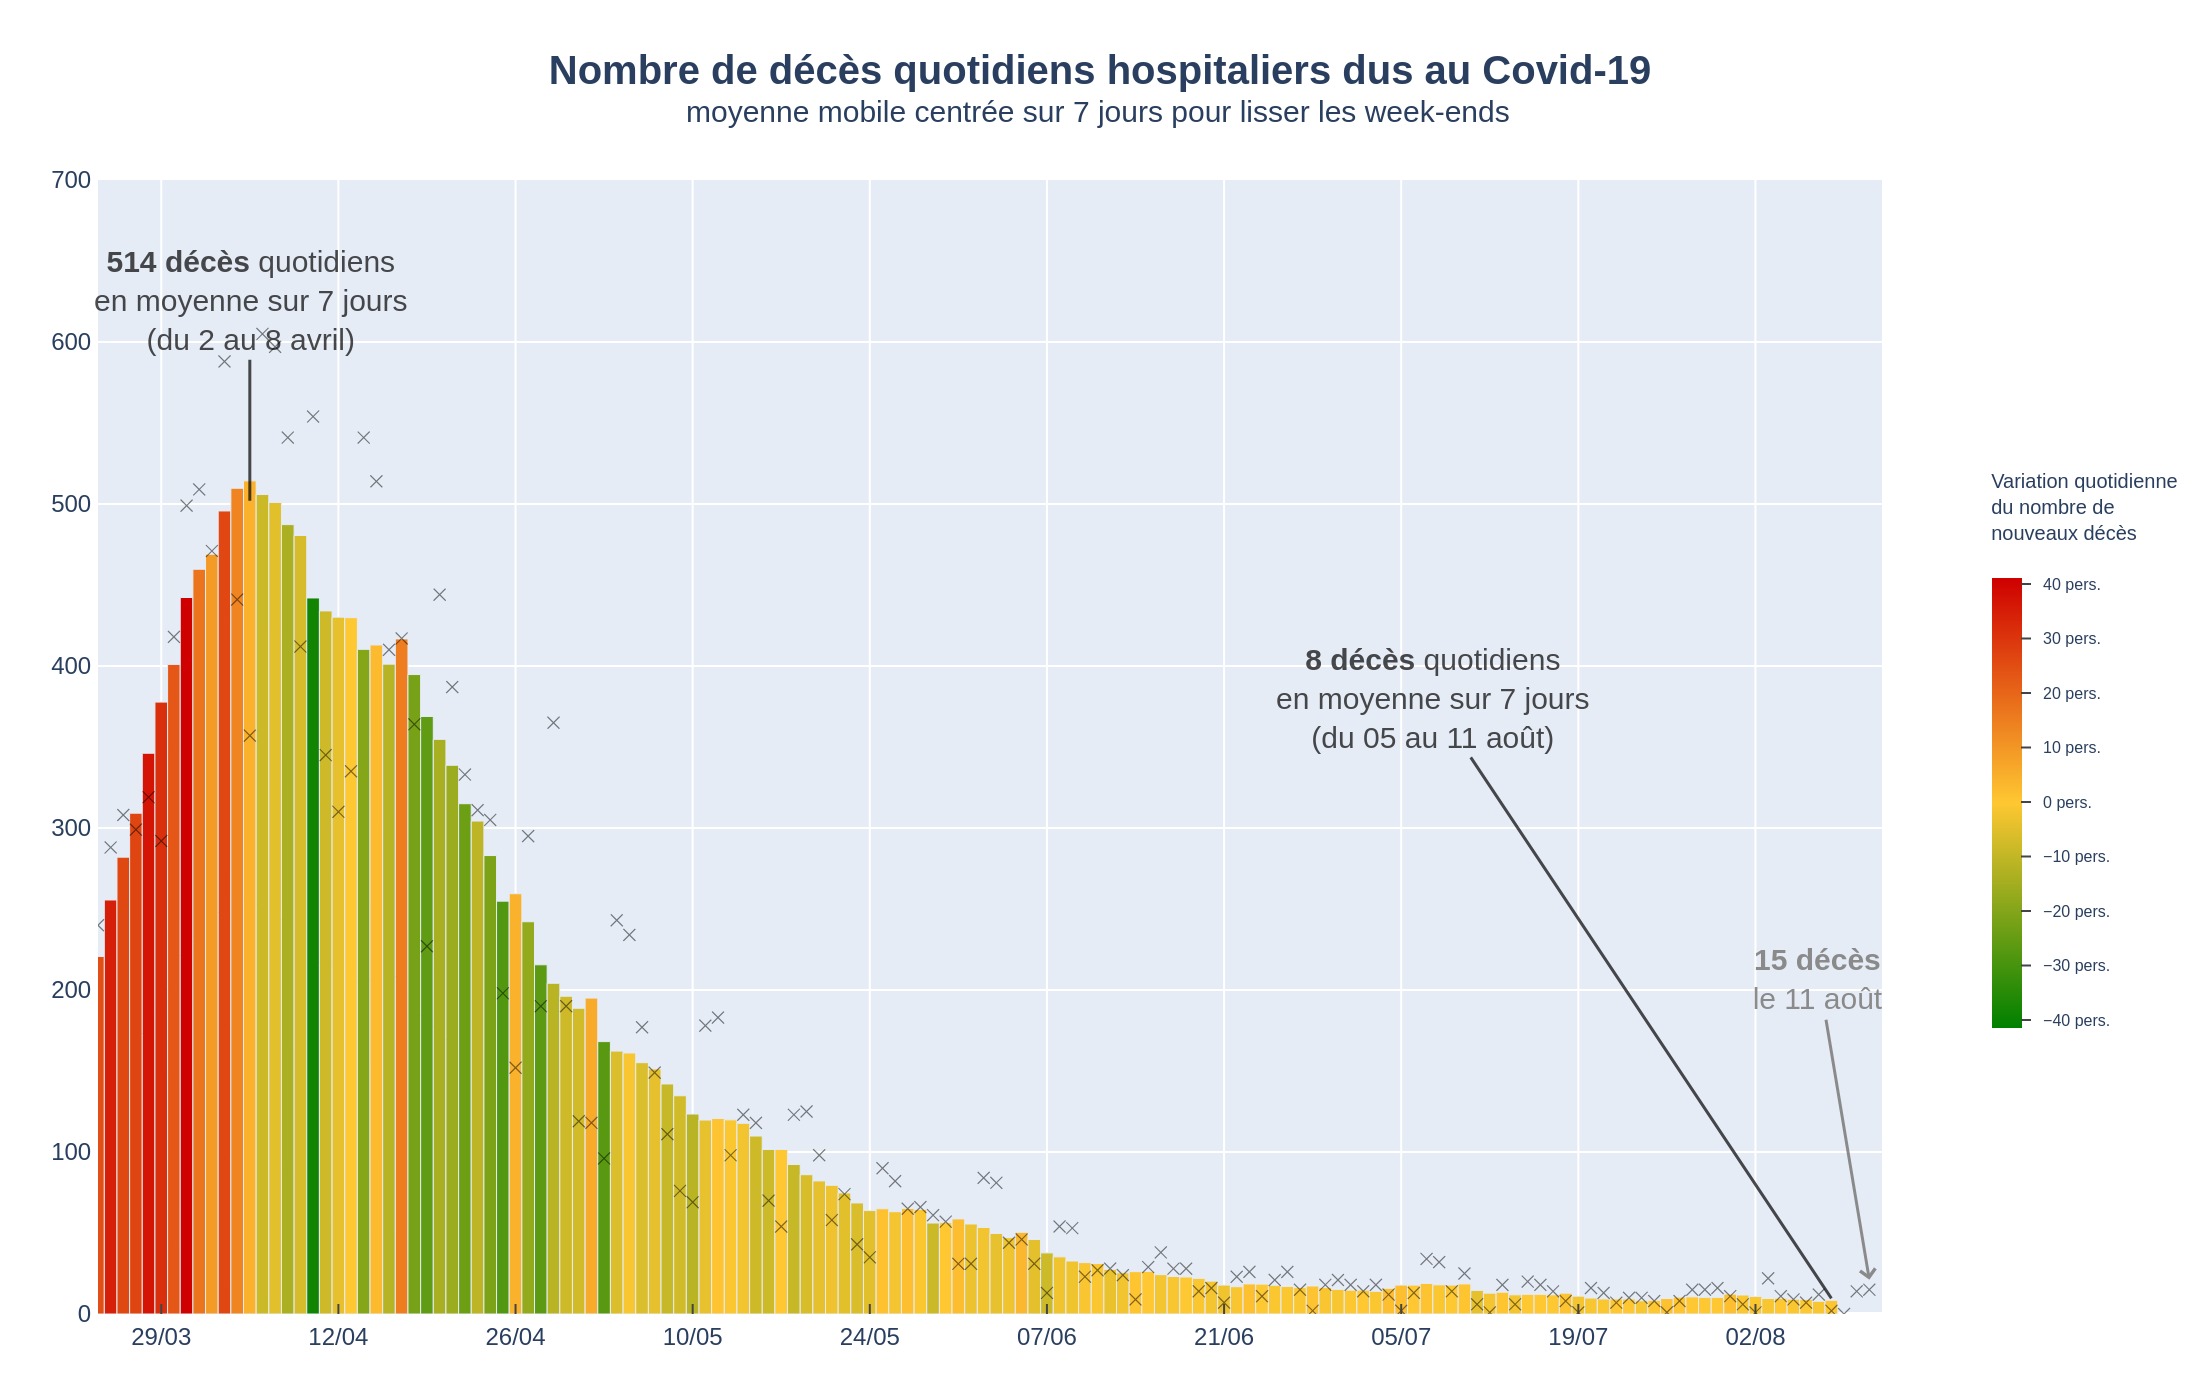 Nombre de décès quotidiens hospitaliers dus au Covid-19
moyenne mobile centrée sur 7 jours pour lisser les week-ends
700
600
500
400
300
200
100
0
514 décès quotidiens
en moyenne sur 7 jours
(du 2 au 8 avril)
8 décès quotidiens
en moyenne sur 7 jours
(du 05 au 11 août)
15 décès
le 11 août
29/03
12/04
26/04
10/05
24/05
07/06
21/06
05/07
19/07
02/08
Variation quotidienne
du nombre de
nouveaux décès
40 pers.
30 pers.
20 pers.
10 pers.
0 pers.
−10 pers.
−20 pers.
−30 pers.
−40 pers.